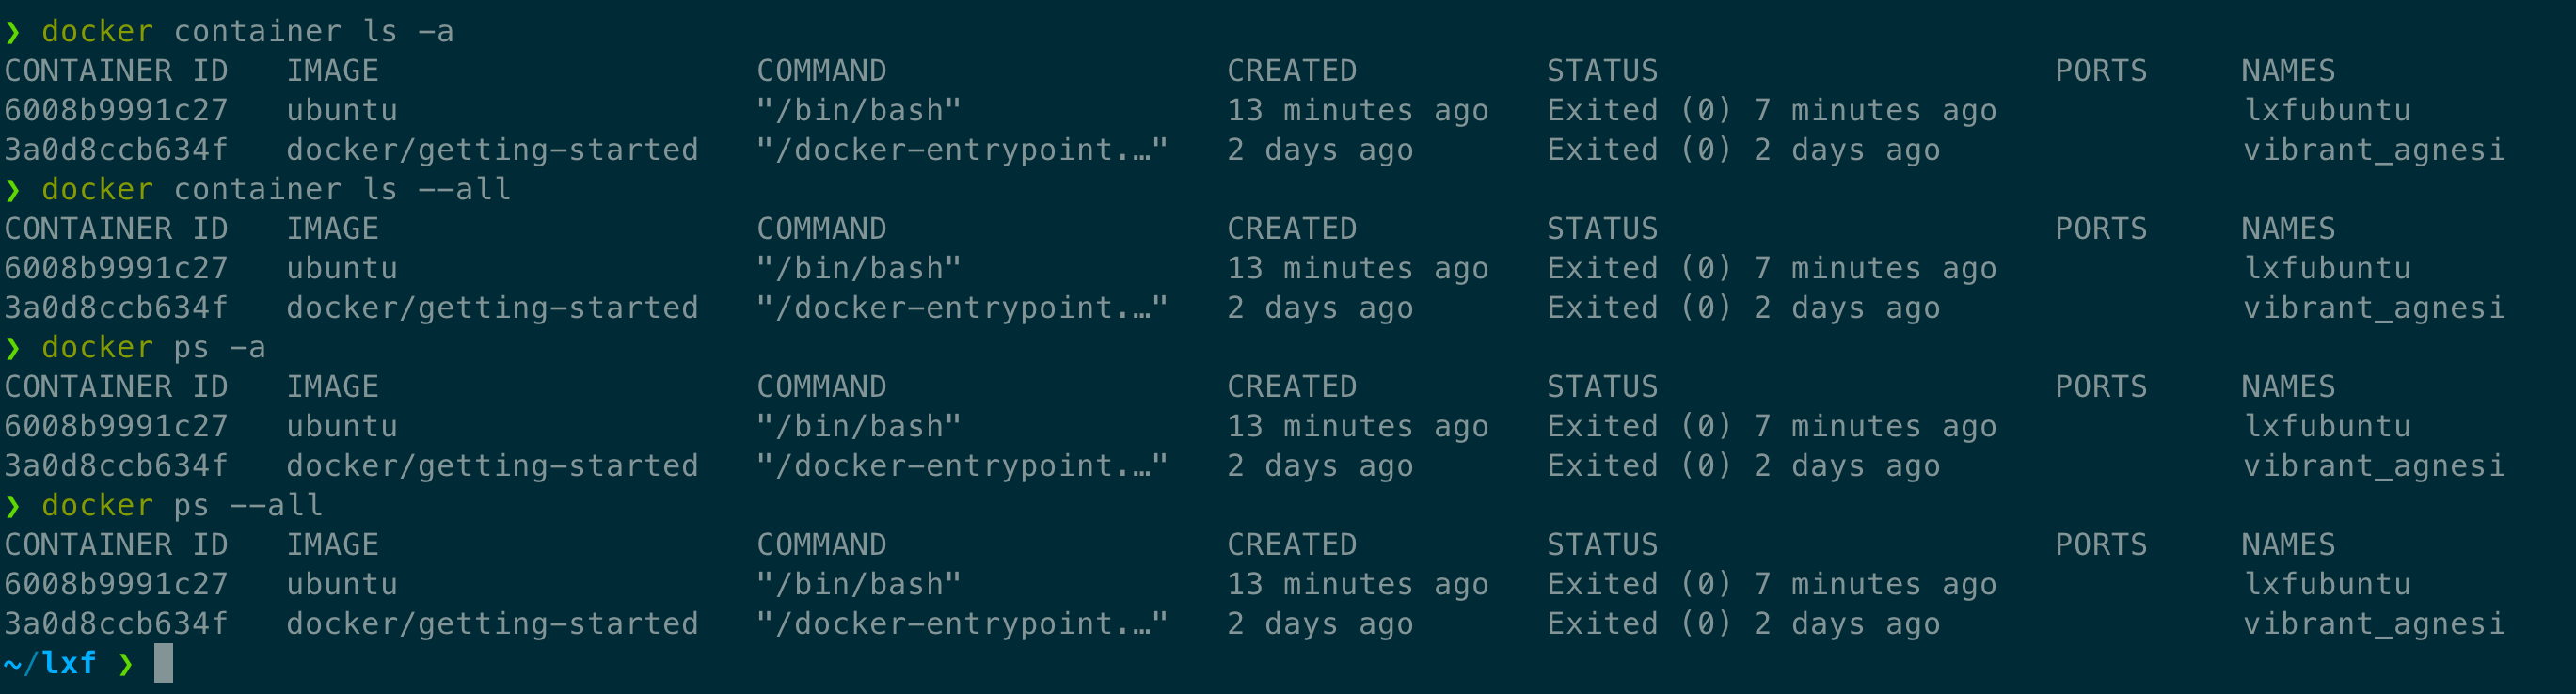 ❯ docker container ls -a
CONTAINER ID   IMAGE                    COMMAND                  CREATED          STATUS                     PORTS     NAMES
6008b9991c27   ubuntu                   "/bin/bash"              13 minutes ago   Exited (0) 7 minutes ago             lxfubuntu
3a0d8ccb634f   docker/getting-started   "/docker-entrypoint.…"   2 days ago       Exited (0) 2 days ago                vibrant_agnesi
❯ docker container ls --all
CONTAINER ID   IMAGE                    COMMAND                  CREATED          STATUS                     PORTS     NAMES
6008b9991c27   ubuntu                   "/bin/bash"              13 minutes ago   Exited (0) 7 minutes ago             lxfubuntu
3a0d8ccb634f   docker/getting-started   "/docker-entrypoint.…"   2 days ago       Exited (0) 2 days ago                vibrant_agnesi
❯ docker ps -a
CONTAINER ID   IMAGE                    COMMAND                  CREATED          STATUS                     PORTS     NAMES
6008b9991c27   ubuntu                   "/bin/bash"              13 minutes ago   Exited (0) 7 minutes ago             lxfubuntu
3a0d8ccb634f   docker/getting-started   "/docker-entrypoint.…"   2 days ago       Exited (0) 2 days ago                vibrant_agnesi
❯ docker ps --all
CONTAINER ID   IMAGE                    COMMAND                  CREATED          STATUS                     PORTS     NAMES
6008b9991c27   ubuntu                   "/bin/bash"              13 minutes ago   Exited (0) 7 minutes ago             lxfubuntu
3a0d8ccb634f   docker/getting-started   "/docker-entrypoint.…"   2 days ago       Exited (0) 2 days ago                vibrant_agnesi
~/lxf ❯